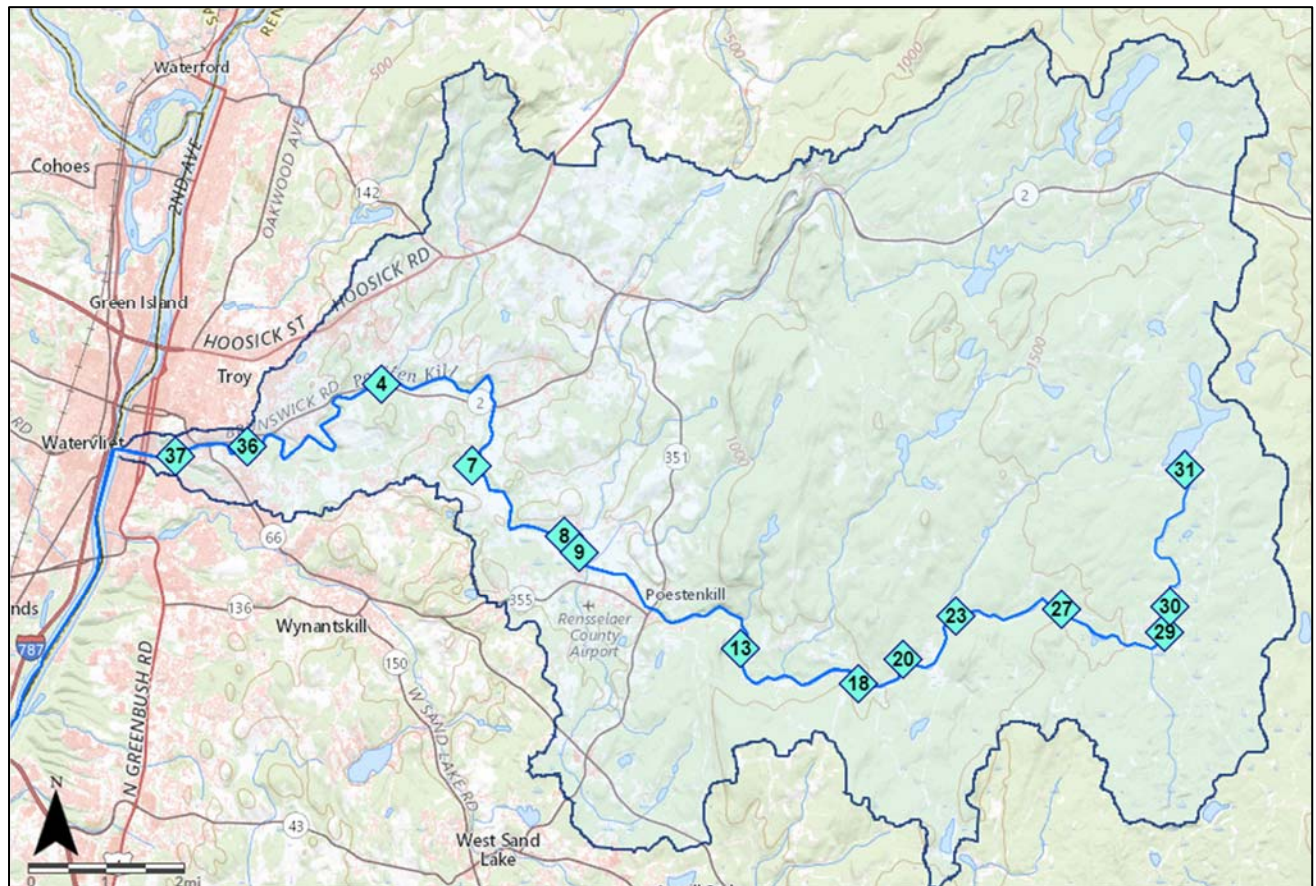 Waterford
500
500
1000
Cohoes
2ND AVE
OAKWOOD AVE
142
2
Green Island
HOOSICK RD
HOOSICK ST
Troy
1500
4
BRUNSWICK RD
2
Watervliet
37
36
7
351
1000
31
66
8
9
355
Poestenkill
136
Wynantskill
Rensselaer
County
Airport
nds
787
13
23
27
30
29
20
18
150
N GREENBUSH RD
W SAND LAKE RD
N
43
West Sand
Lake
0 1 2mi